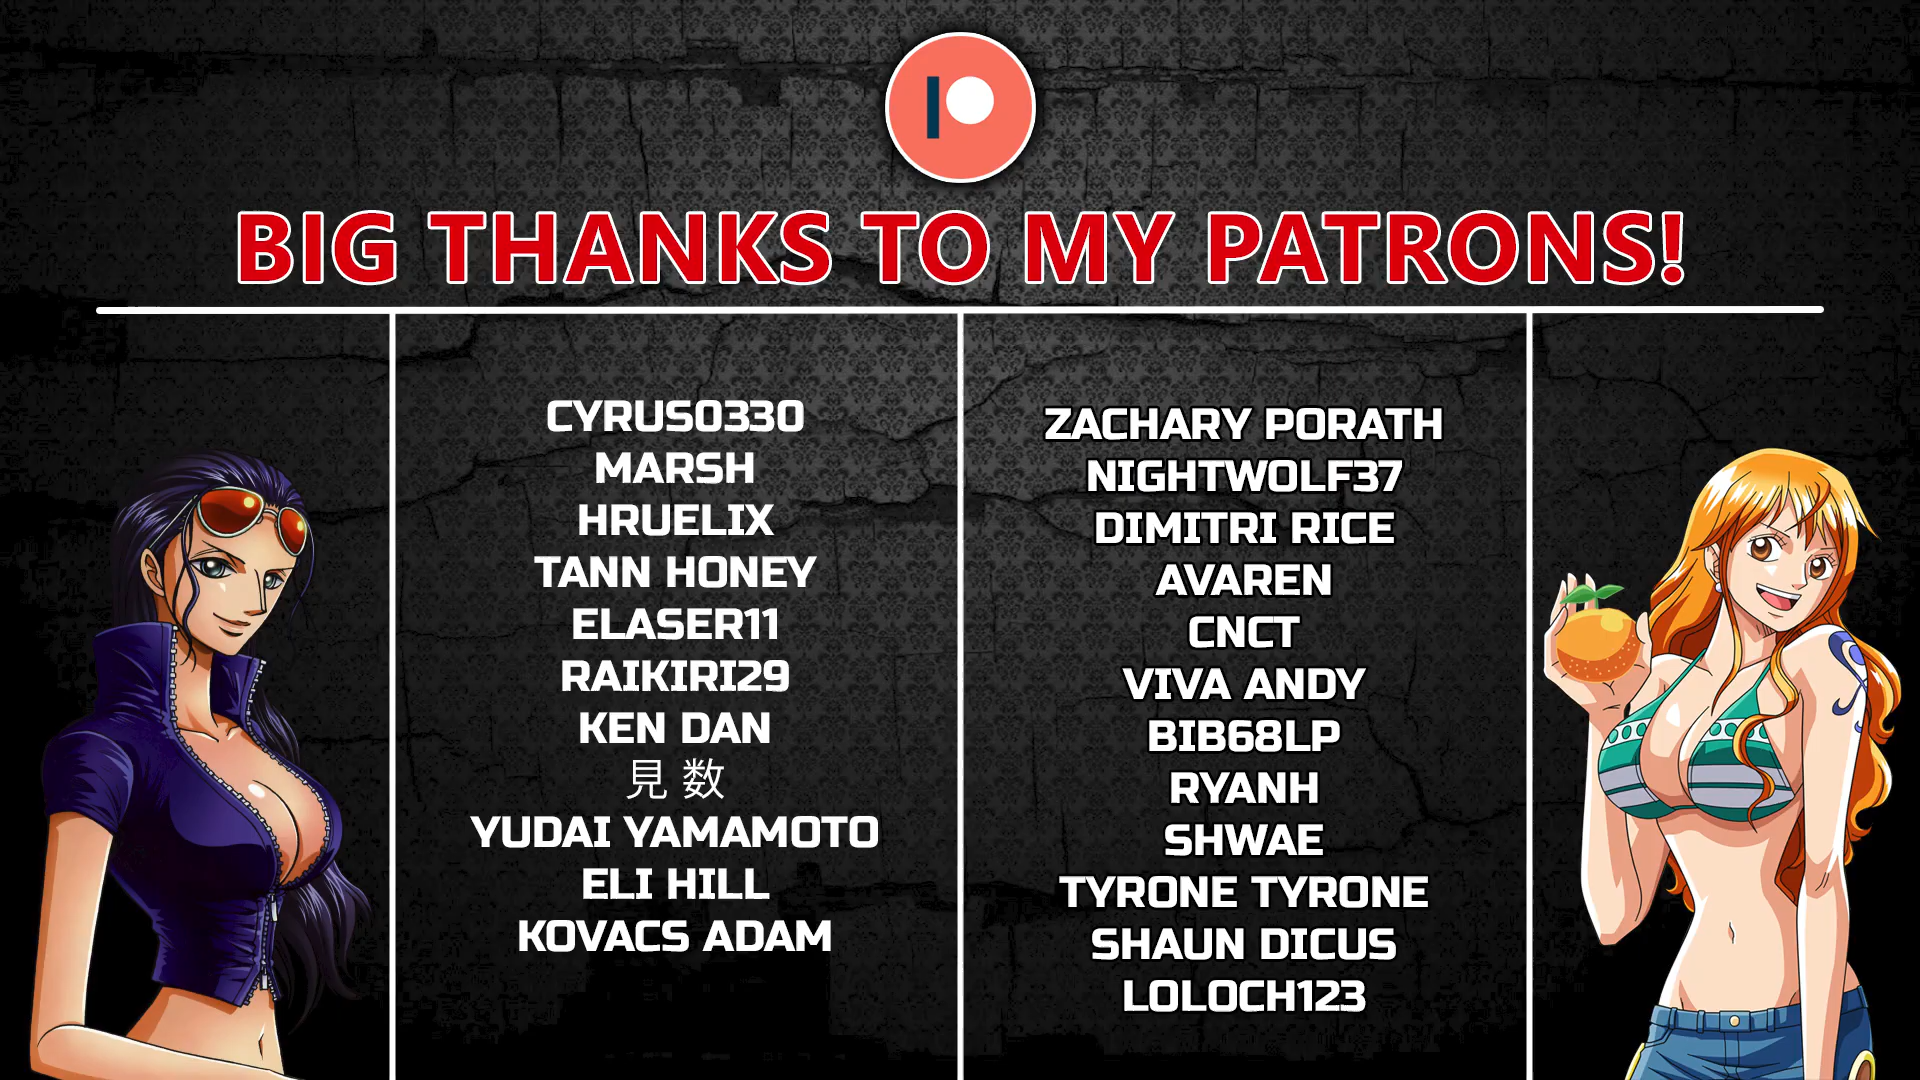 BIG THANKS TO MY PATRONS!
CYRUS0330
MARSH
HRUELIX
TANN HONEY
ELASER11
RAIKIRI29
KEN DAN
見 数
YUDAI YAMAMOTO
ELI HILL
KOVACS ADAM
ZACHARY PORATH
NIGHTWOLF37
DIMITRI RICE
AVAREN
CNCT
VIVA ANDY
BIB68LP
RYANH
SHWAE
TYRONE TYRONE
SHAUN DICUS
LOLOCH123